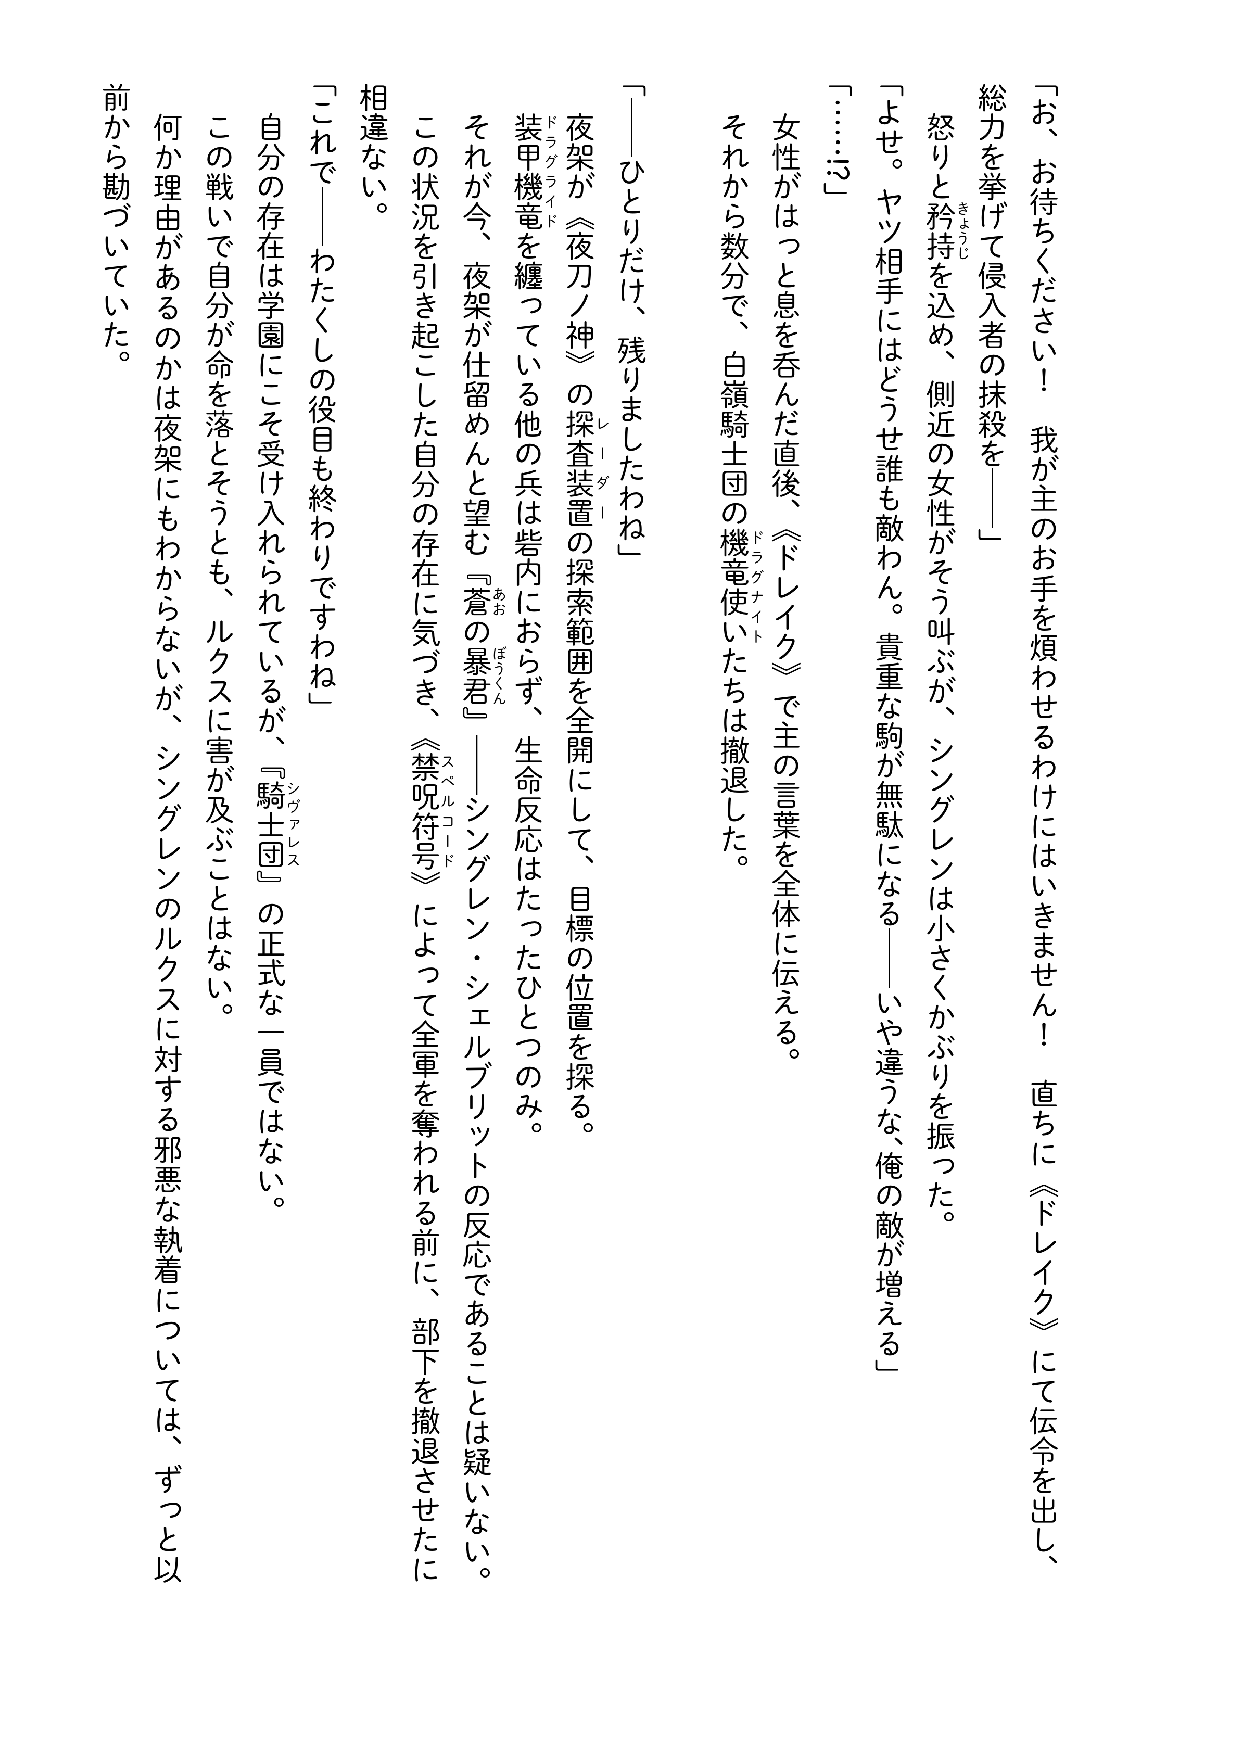 「お、お待ちください！　我が主のお手を煩わせるわけにはいきません！　直ちに《ドレイク》にて伝令を出し、
総力を挙げて侵入者の抹殺を――」
　怒りと矜持を込め、側近の女性がそう叫ぶが、シングレンは小さくかぶりを振った。
「よせ。ヤツ相手にはどうせ誰も敵わん。貴重な駒が無駄になる――いや違うな、俺の敵が増える」
「……!?」
　女性がはっと息を呑んだ直後、《ドレイク》で主の言葉を全体に伝える。
　それから数分で、白嶺騎士団の機竜使いたちは撤退した。
「――ひとりだけ、残りましたわね」
　夜架が《夜刀ノ神》の探査装置の探索範囲を全開にして、目標の位置を探る。
　装甲機竜を纏っている他の兵は砦内におらず、生命反応はたったひとつのみ。
　それが今、夜架が仕留めんと望む『蒼の暴君』――シングレン・シェルブリットの反応であることは疑いない。
　この状況を引き起こした自分の存在に気づき、《禁呪符号》によって全軍を奪われる前に、部下を撤退させたに
相違ない。
「これで――わたくしの役目も終わりですわね」
　自分の存在は学園にこそ受け入れられているが、『騎士団』の正式な一員ではない。
　この戦いで自分が命を落とそうとも、ルクスに害が及ぶことはない。
　何か理由があるのかは夜架にもわからないが、シングレンのルクスに対する邪悪な執着については、ずっと以
前から勘づいていた。